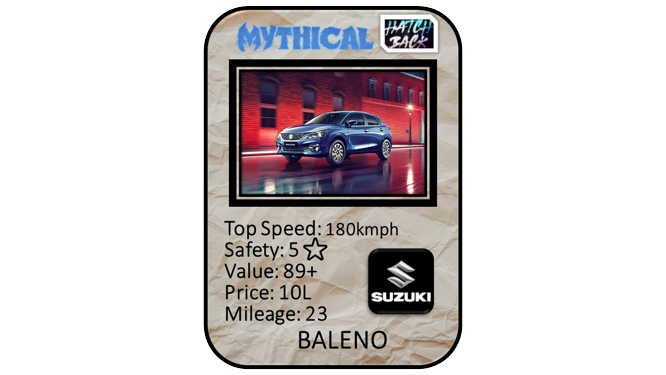 MYTHICAL
HATCH
BACK
Top Speed: 180kmph
Safety: 5
Value: 89+
Price: 10L
Mileage: 23
SUZUKI
BALENO